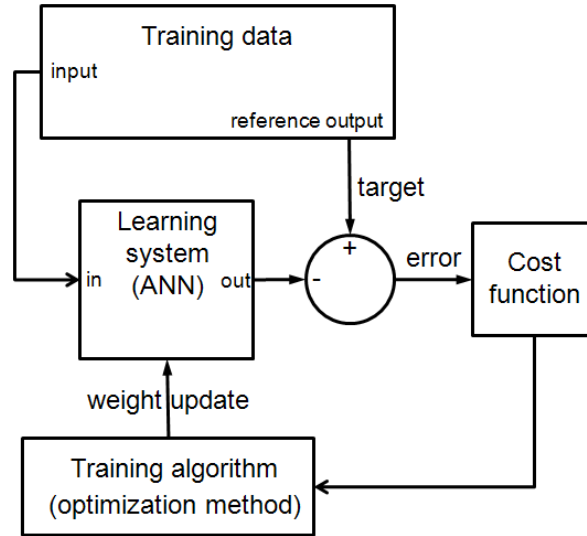 Training data
input
reference output
target
Learning
system
(ANN)
in
out
+
-
error
Cost
function
weight update
Training algorithm
(optimization method)